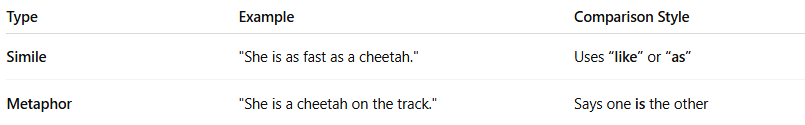 Type Example Comparison Style
Simile "She is as fast as a cheetah." Uses “like” or “as”
Metaphor "She is a cheetah on the track." Says one is the other